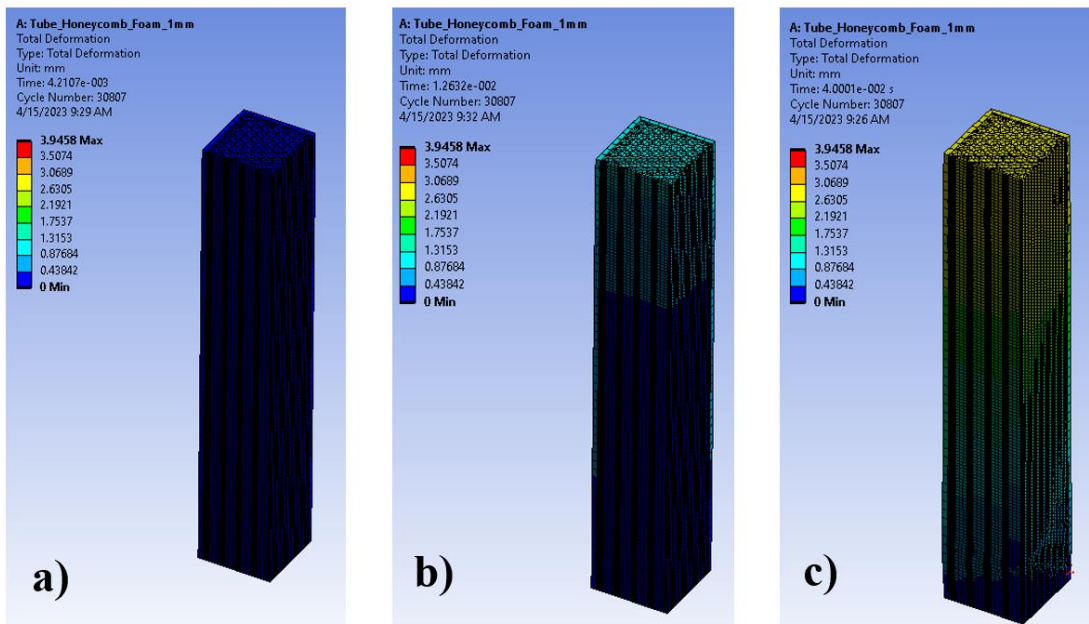 A: Tube_Honeycomb_Foam_1mm
Total Deformation
Type: Total Deformation
Unit: mm
Time: 4.2107e-003
Cycle Number: 30807
4/15/2023 9:29 AM
3.9458 Max
3.5074
3.0689
2.6305
2.1921
1.7537
1.3153
0.87684
0.43842
0 Min
a)
A: Tube_Honeycomb_Foam_1mm
Total Deformation
Type: Total Deformation
Unit: mm
Time: 1.2632e-002
Cycle Number: 30807
4/15/2023 9:32 AM
3.9458 Max
3.5074
3.0689
2.6305
2.1921
1.7537
1.3153
0.87684
0.43842
0 Min
b)
A: Tube_Honeycomb_Foam_1mm
Total Deformation
Type: Total Deformation
Unit: mm
Time: 4.0001e-002 s
Cycle Number: 30807
4/15/2023 9:26 AM
3.9458 Max
3.5074
3.0689
2.6305
2.1921
1.7537
1.3153
0.87684
0.43842
0 Min
c)